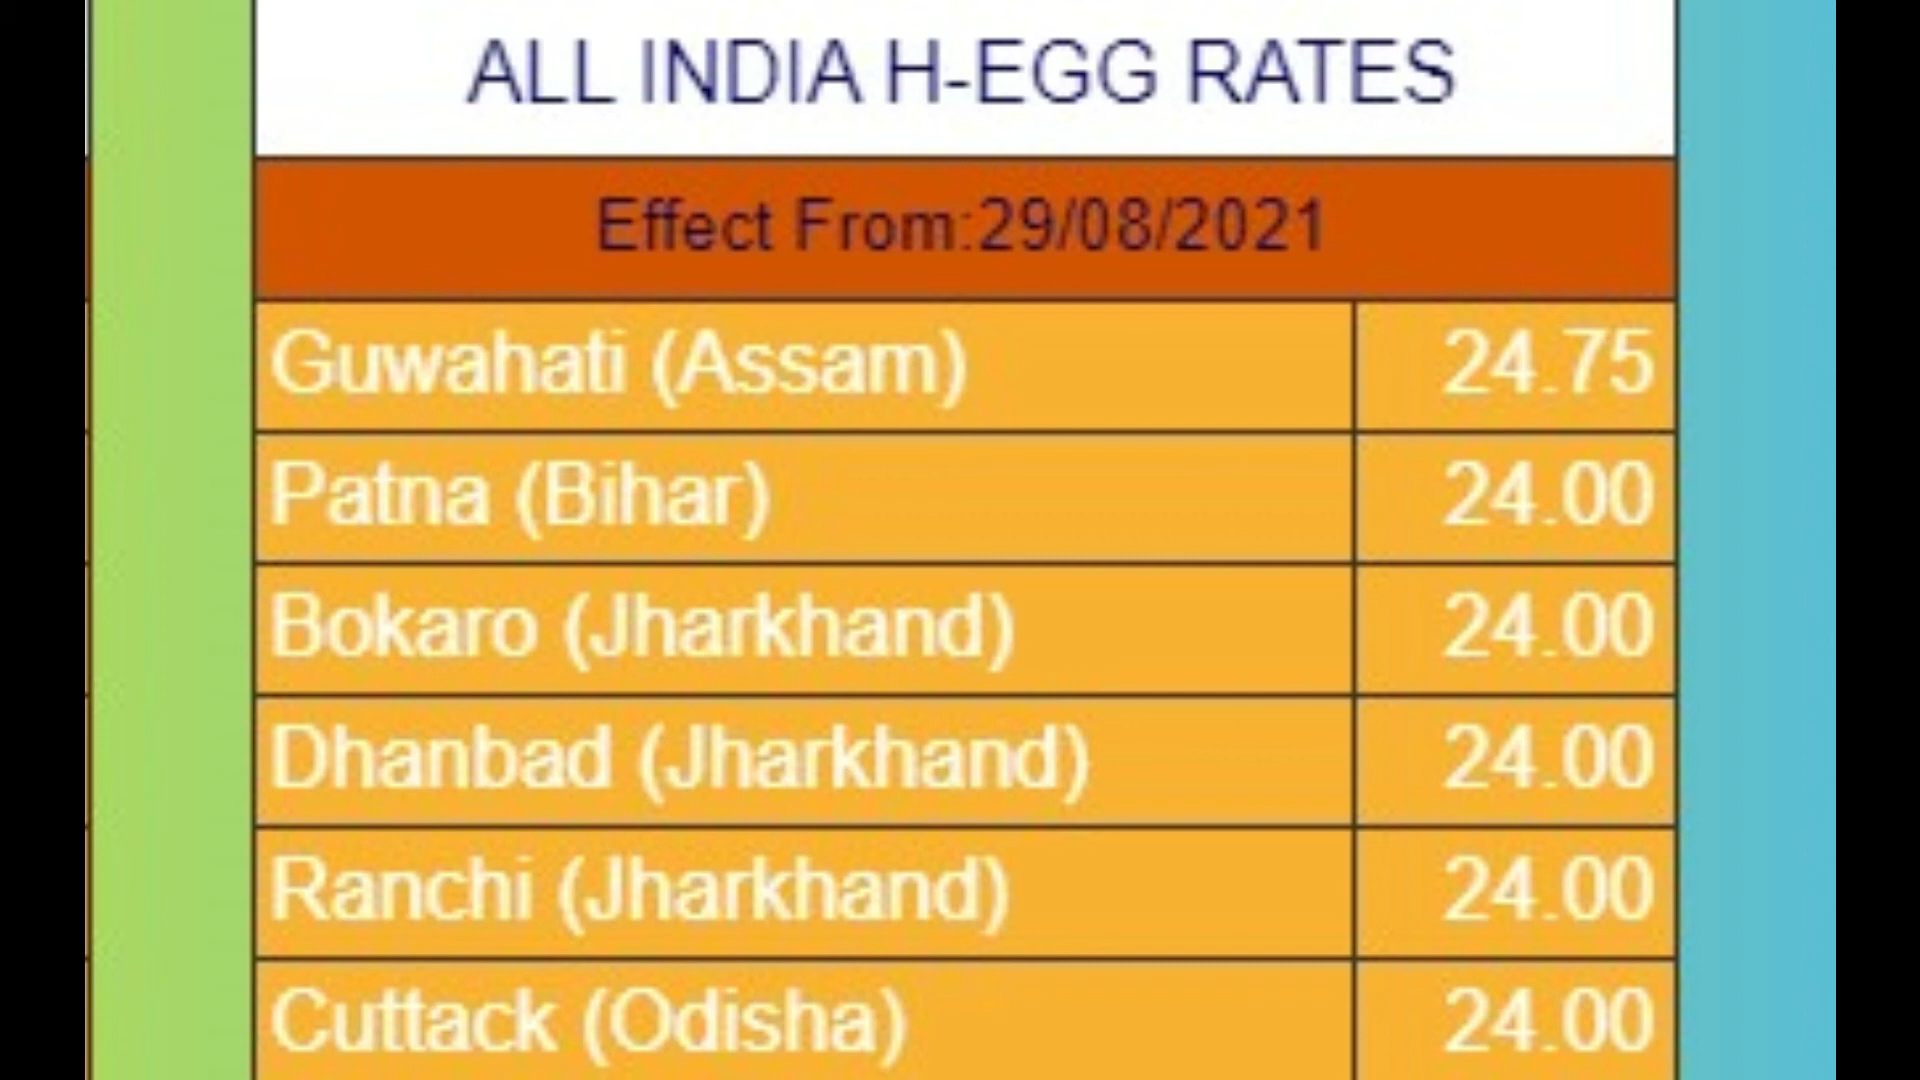 ALL INDIA H-EGG RATES
Effect From:29/08/2021
Guwahati (Assam) 24.75
Patna (Bihar) 24.00
Bokaro (Jharkhand) 24.00
Dhanbad (Jharkhand) 24.00
Ranchi (Jharkhand) 24.00
Cuttack (Odisha) 24.00